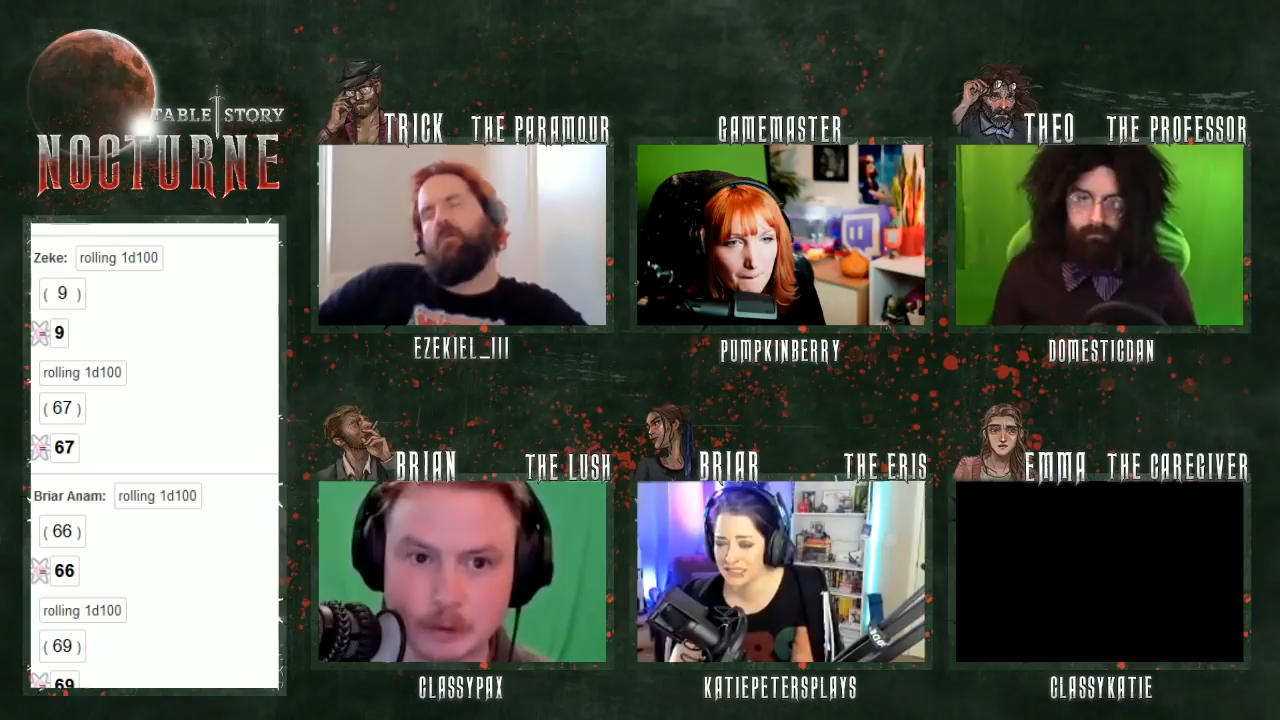 TABLE STORY
NOCTURNE
Zeke: rolling 1d100
( 9 )
= 9
rolling 1d100
( 67 )
= 67
Briar Anam: rolling 1d100
( 66 )
= 66
rolling 1d100
( 69 )
= 69
TRICK THE PARAMOUR
EZEKIEL_III
GAMEMASTER
PUMPKINBERRY
THEO THE PROFESSOR
DOMESTICDAN
BRIAN THE LUSH
CLASSYPAX
BRIAR THE ERIS
KATIEPETERSPLAYS
EMMA THE CAREGIVER
CLASSYKATIE